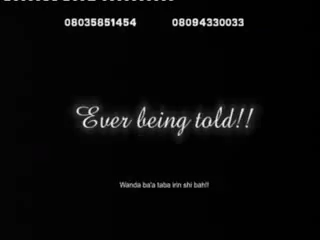 08035851454 08094330033
Ever being told!!
Wanda ba'a taba irin shi bah!!